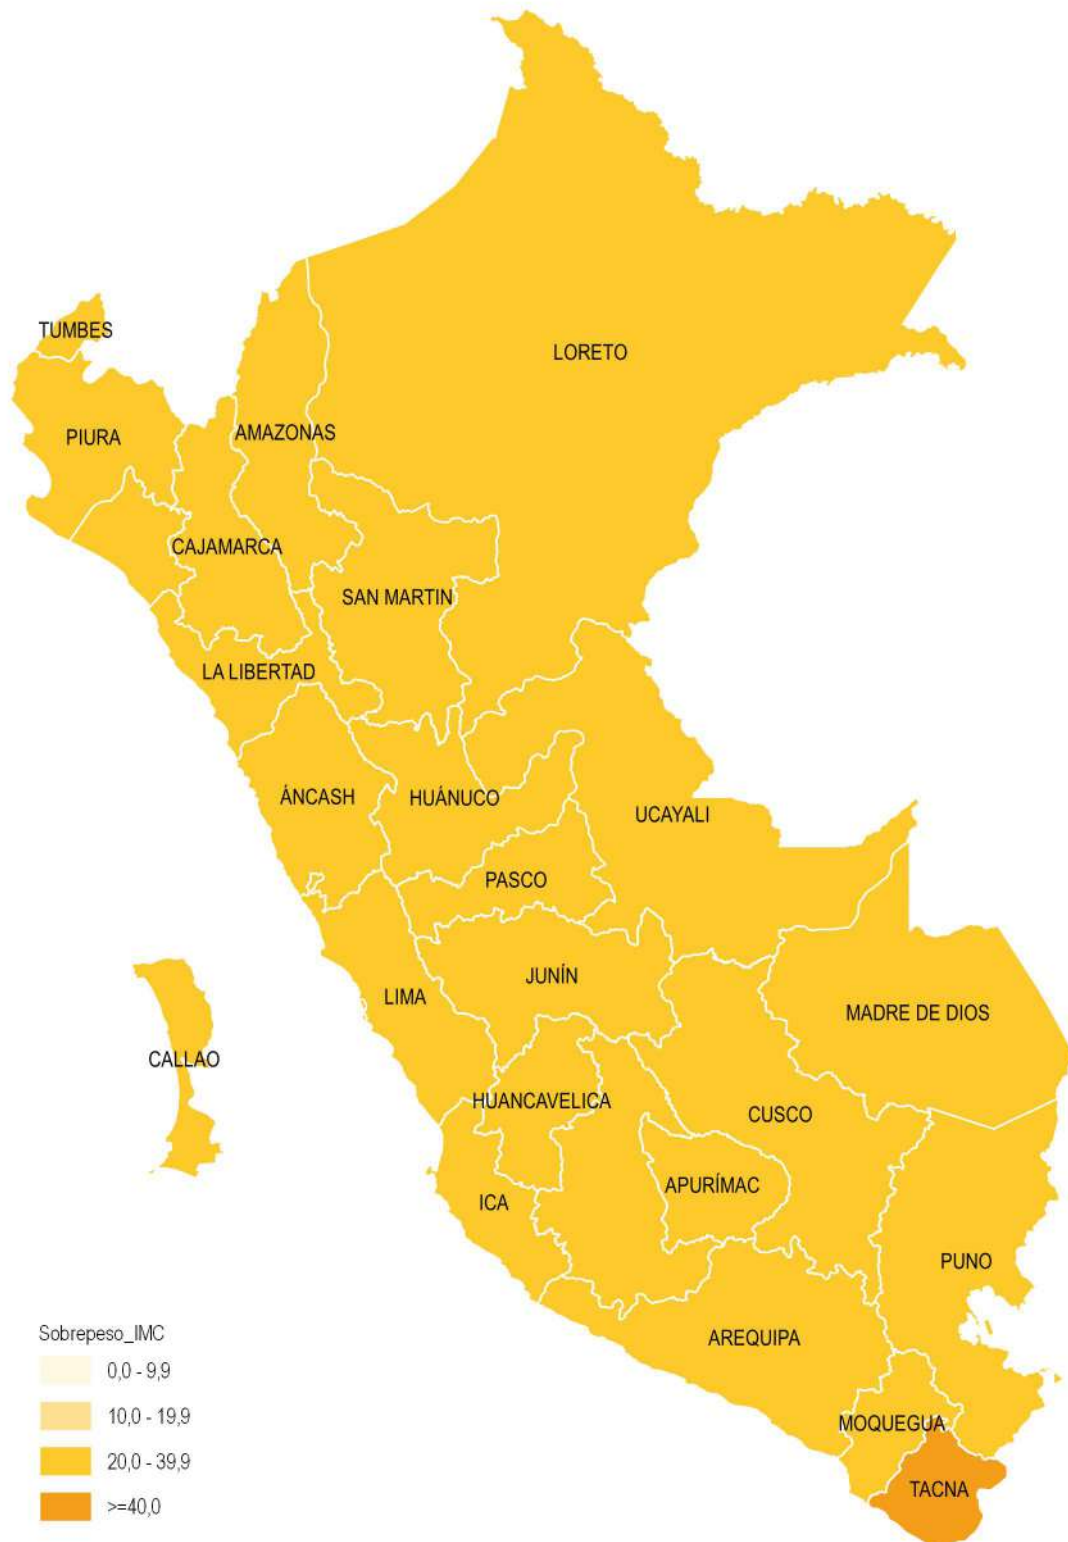 TUMBES
LORETO
PIURA
AMAZONAS
CAJAMARCA
SAN MARTIN
LA LIBERTAD
ÁNCASH
HUÁNUCO
UCAYALI
PASCO
JUNÍN
LIMA
MADRE DE DIOS
CALLAO
HUANCAVELICA
CUSCO
APURÍMAC
ICA
PUNO
AREQUIPA
MOQUEGUA
TACNA
Sobrepeso_IMC
0,0 - 9,9
10,0 - 19,9
20,0 - 39,9
>=40,0